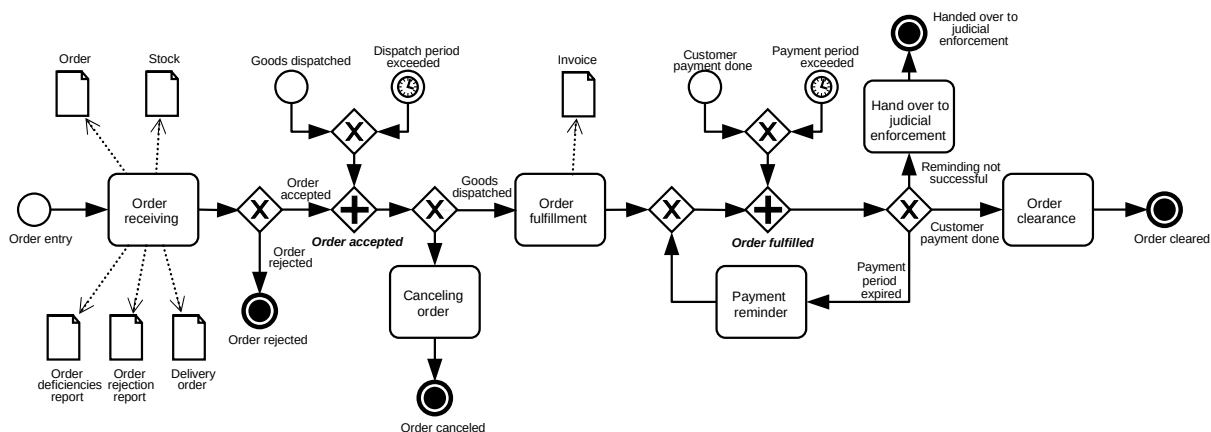 Order
Stock
Goods dispatched
Dispatch period
exceeded
Invoice
Customer
payment done
Payment period
exceeded
Handed over to
judicial
enforcement
X
X
Hand over to
judicial
enforcement
Order entry
Order
receiving
X
Order
accepted
Order accepted
X
Goods
dispatched
Order
fulfillment
X
Order fulfilled
X
Reminding not
successful
Customer
payment done
Order
clearance
Order cleared
Order
rejected
Order rejected
Canceling
order
Order canceled
Payment
reminder
Payment
period
expired
Order
deficiencies
report
Order
rejection
report
Delivery
order